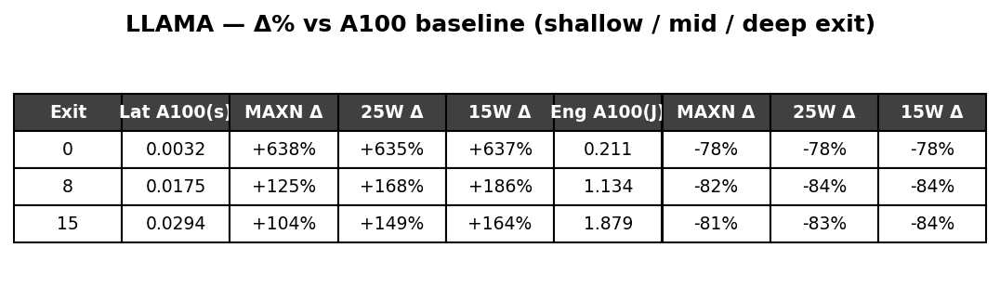 LLAMA — Δ% vs A100 baseline (shallow / mid / deep exit)
Exit Lat A100(s) MAXN Δ 25W Δ 15W Δ Eng A100(J) MAXN Δ 25W Δ 15W Δ
0 0.0032 +638% +635% +637% 0.211 -78% -78% -78%
8 0.0175 +125% +168% +186% 1.134 -82% -84% -84%
15 0.0294 +104% +149% +164% 1.879 -81% -83% -84%